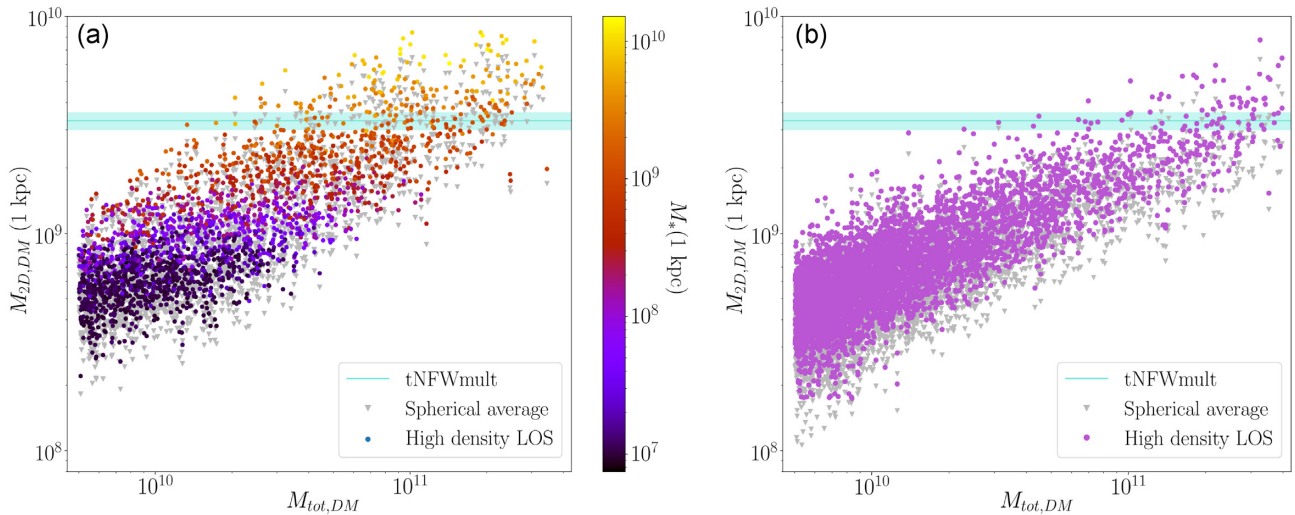 (a)
10^{10}
10^9
10^8
M_{2D,DM} (1 kpc)
tNFWmult
Spherical average
High density LOS
10^{10}
10^{11}
M_{tot,DM}
10^{10}
10^9
10^8
10^7
M_*(1 kpc)
(b)
10^{10}
10^9
10^8
M_{2D,DM} (1 kpc)
tNFWmult
Spherical average
High density LOS
10^{10}
10^{11}
M_{tot,DM}